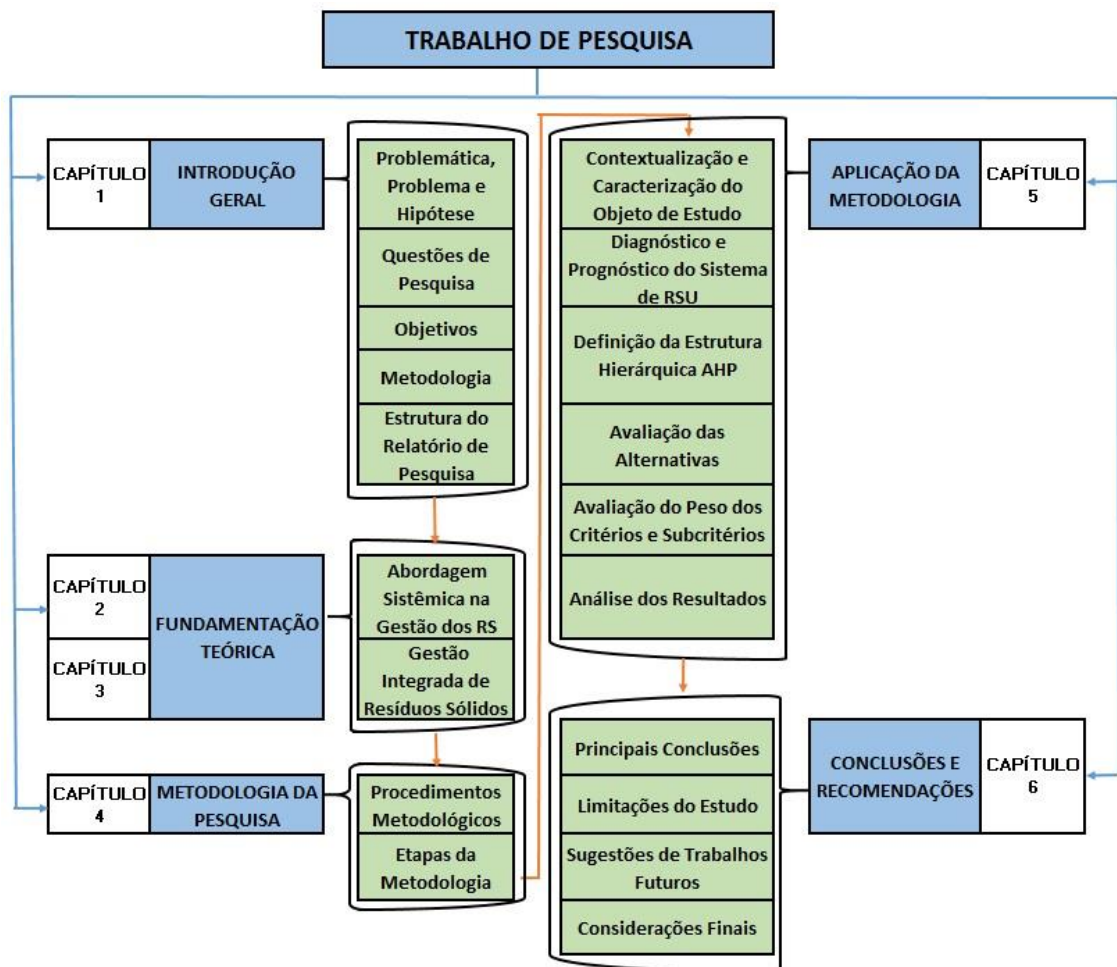 TRABALHO DE PESQUISA
CAPÍTULO
1
INTRODUÇÃO
GERAL
Problemática,
Problema e
Hipótese
Questões de
Pesquisa
Objetivos
Metodologia
Estrutura do
Relatório de
Pesquisa
CAPÍTULO
2
CAPÍTULO
3
FUNDAMENTAÇÃO
TEÓRICA
Abordagem
Sistêmica na
Gestão dos RS
Gestão
Integrada de
Resíduos Sólidos
CAPÍTULO
4
METODOLOGIA DA
PESQUISA
Procedimentos
Metodológicos
Etapas da
Metodologia
Contextualização e
Caracterização do
Objeto de Estudo
Diagnóstico e
Prognóstico do Sistema
de RSU
Definição da Estrutura
Hierárquica AHP
Avaliação das
Alternativas
Avaliação do Peso dos
Critérios e Subcritérios
Análise dos Resultados
APLICAÇÃO DA
METODOLOGIA
CAPÍTULO
5
Principais Conclusões
Limitações do Estudo
Sugestões de Trabalhos
Futuros
Considerações Finais
CONCLUSÕES E
RECOMENDAÇÕES
CAPÍTULO
6